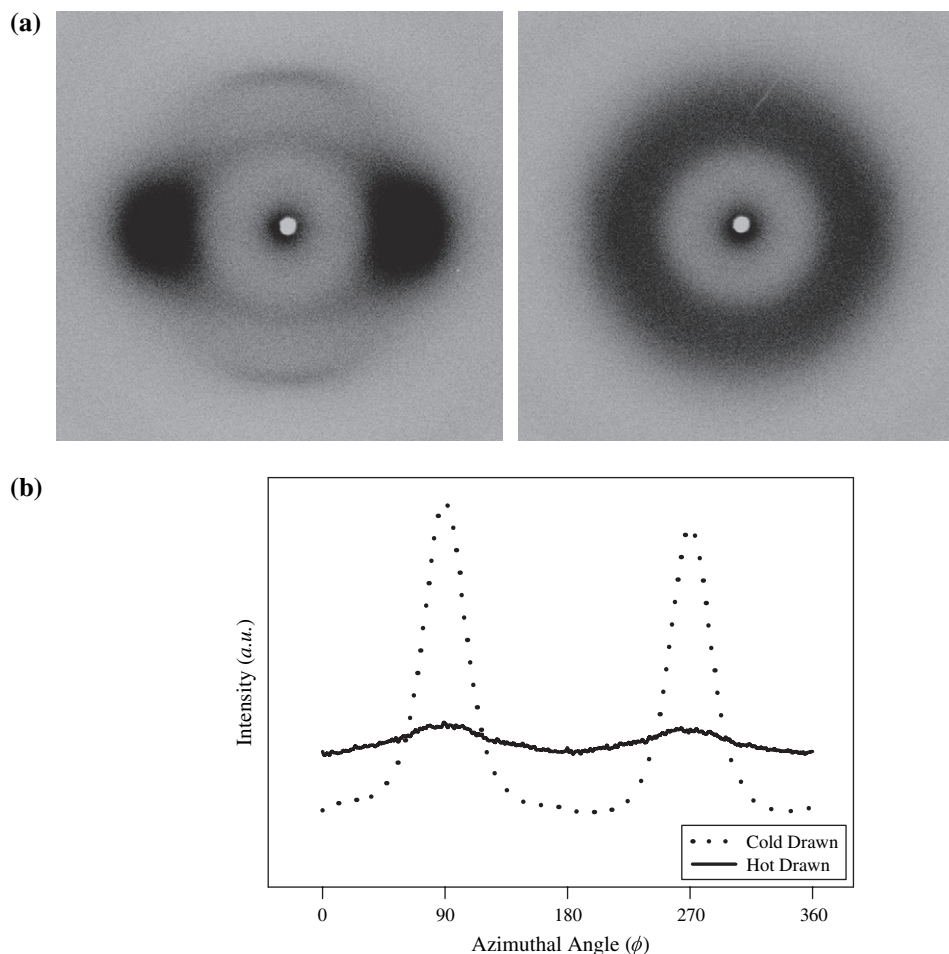 (a)
(b)
Intensity (a.u.)
Cold Drawn
Hot Drawn
0 90 180 270 360
Azimuthal Angle (ϕ)